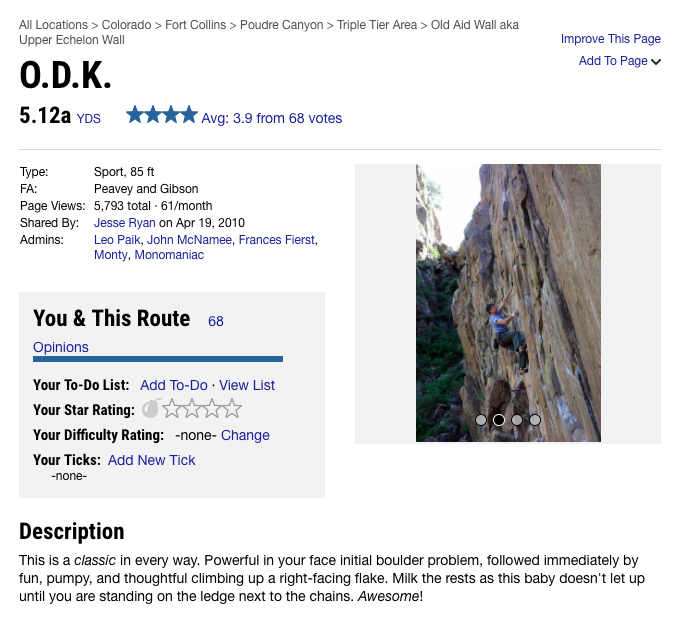 All Locations > Colorado > Fort Collins > Poudre Canyon > Triple Tier Area > Old Aid Wall aka
Upper Echelon Wall
Improve This Page
Add To Page
O.D.K.
5.12a YDS Avg: 3.9 from 68 votes
Type: Sport, 85 ft
FA: Peavey and Gibson
Page Views: 5,793 total · 61/month
Shared By: Jesse Ryan on Apr 19, 2010
Admins: Leo Paik, John McNamee, Frances Fierst,
Monty, Monomaniac
You & This Route 68
Opinions
Your To-Do List: Add To-Do · View List
Your Star Rating:
Your Difficulty Rating: -none- Change
Your Ticks: Add New Tick
-none-
Description
This is a classic in every way. Powerful in your face initial boulder problem, followed immediately by
fun, pumpy, and thoughtful climbing up a right-facing flake. Milk the rests as this baby doesn't let up
until you are standing on the ledge next to the chains. Awesome!